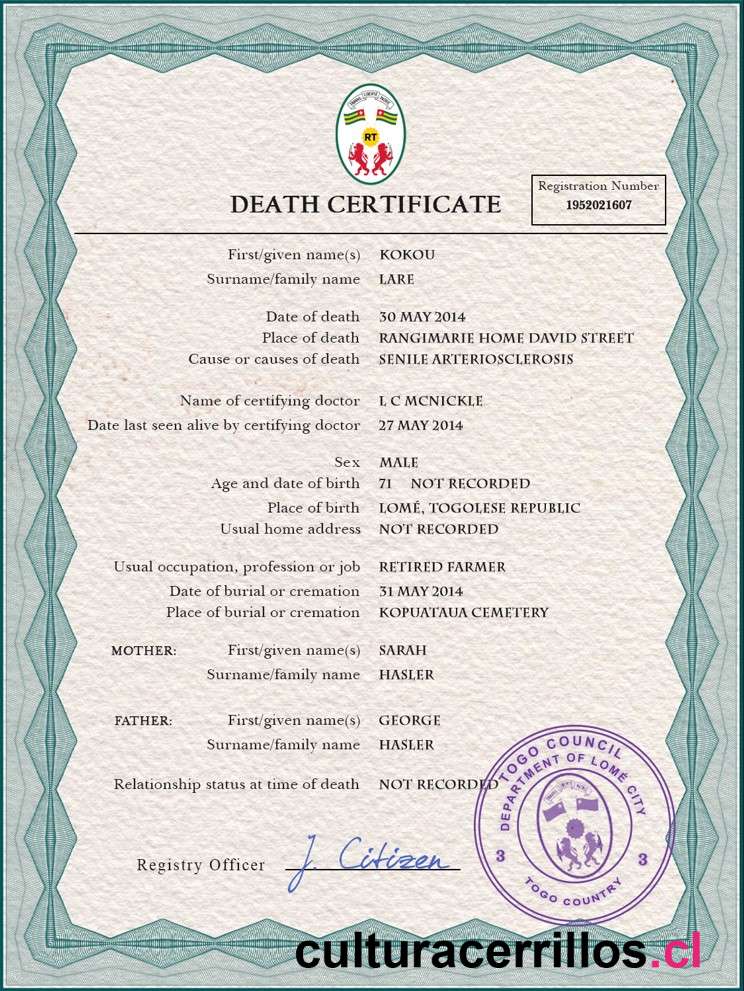 RT
DEATH CERTIFICATE
Registration Number
1952021607
First/given name(s) KOKOU
Surname/family name LARE
Date of death 30 MAY 2014
Place of death RANGIMARIE HOME DAVID STREET
Cause or causes of death SENILE ARTERIOSCLEROSIS
Name of certifying doctor L C MCNICKLE
Date last seen alive by certifying doctor 27 MAY 2014
Sex MALE
Age and date of birth 71 NOT RECORDED
Place of birth LOMÉ, TOGOLESE REPUBLIC
Usual home address NOT RECORDED
Usual occupation, profession or job RETIRED FARMER
Date of burial or cremation 31 MAY 2014
Place of burial or cremation KOPUATAUA CEMETERY
MOTHER: First/given name(s) SARAH
Surname/family name HASLER
FATHER: First/given name(s) GEORGE
Surname/family name HASLER
Relationship status at time of death NOT RECORDED
Registry Officer J. Citizen
TOGO COUNCIL
DEPARTMENT OF LOMÉ CITY
3 3
TOGO COUNTRY
culturacerrillos.cl